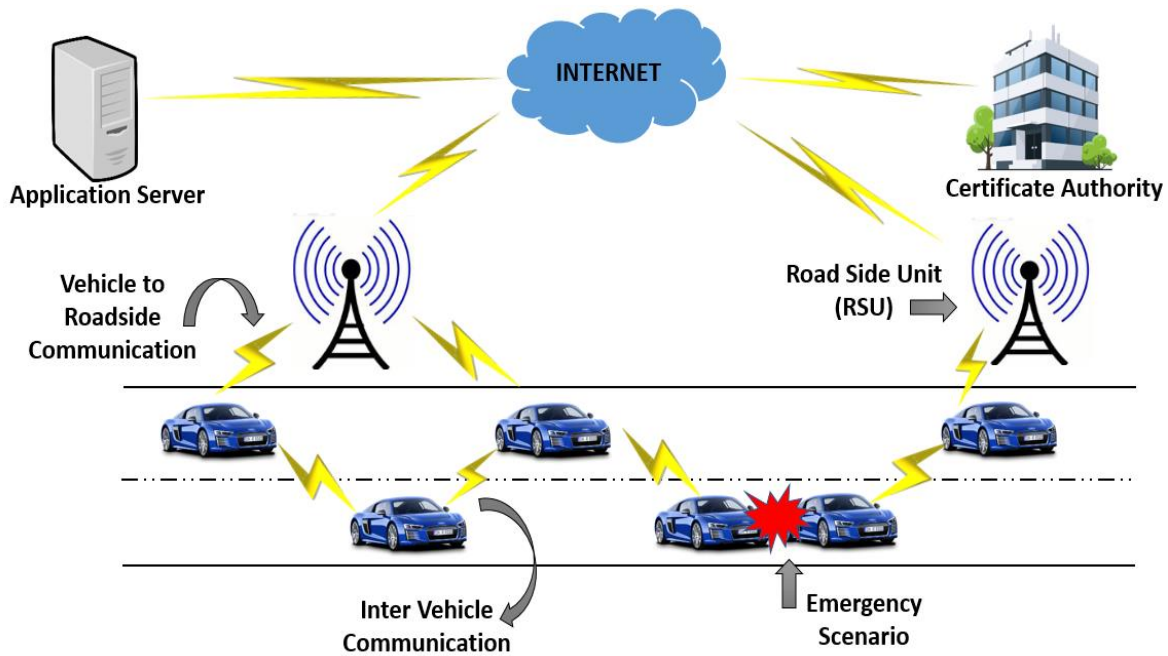 INTERNET
Application Server
Certificate Authority
Vehicle to
Roadside
Communication
Road Side Unit
(RSU)
Inter Vehicle
Communication
Emergency
Scenario